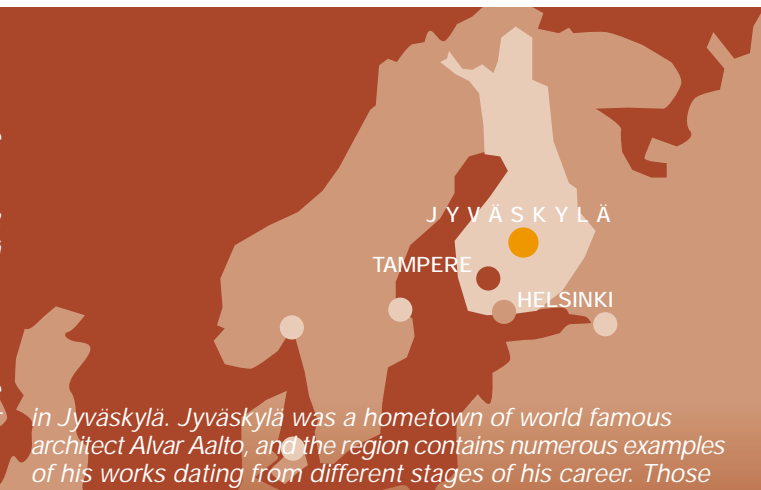 JYVÄSKYLÄ
TAMPERE
HELSINKI
in Jyväskylä. Jyväskylä was a hometown of world famous
architect Alvar Aalto, and the region contains numerous examples
of his works dating from different stages of his career. Those